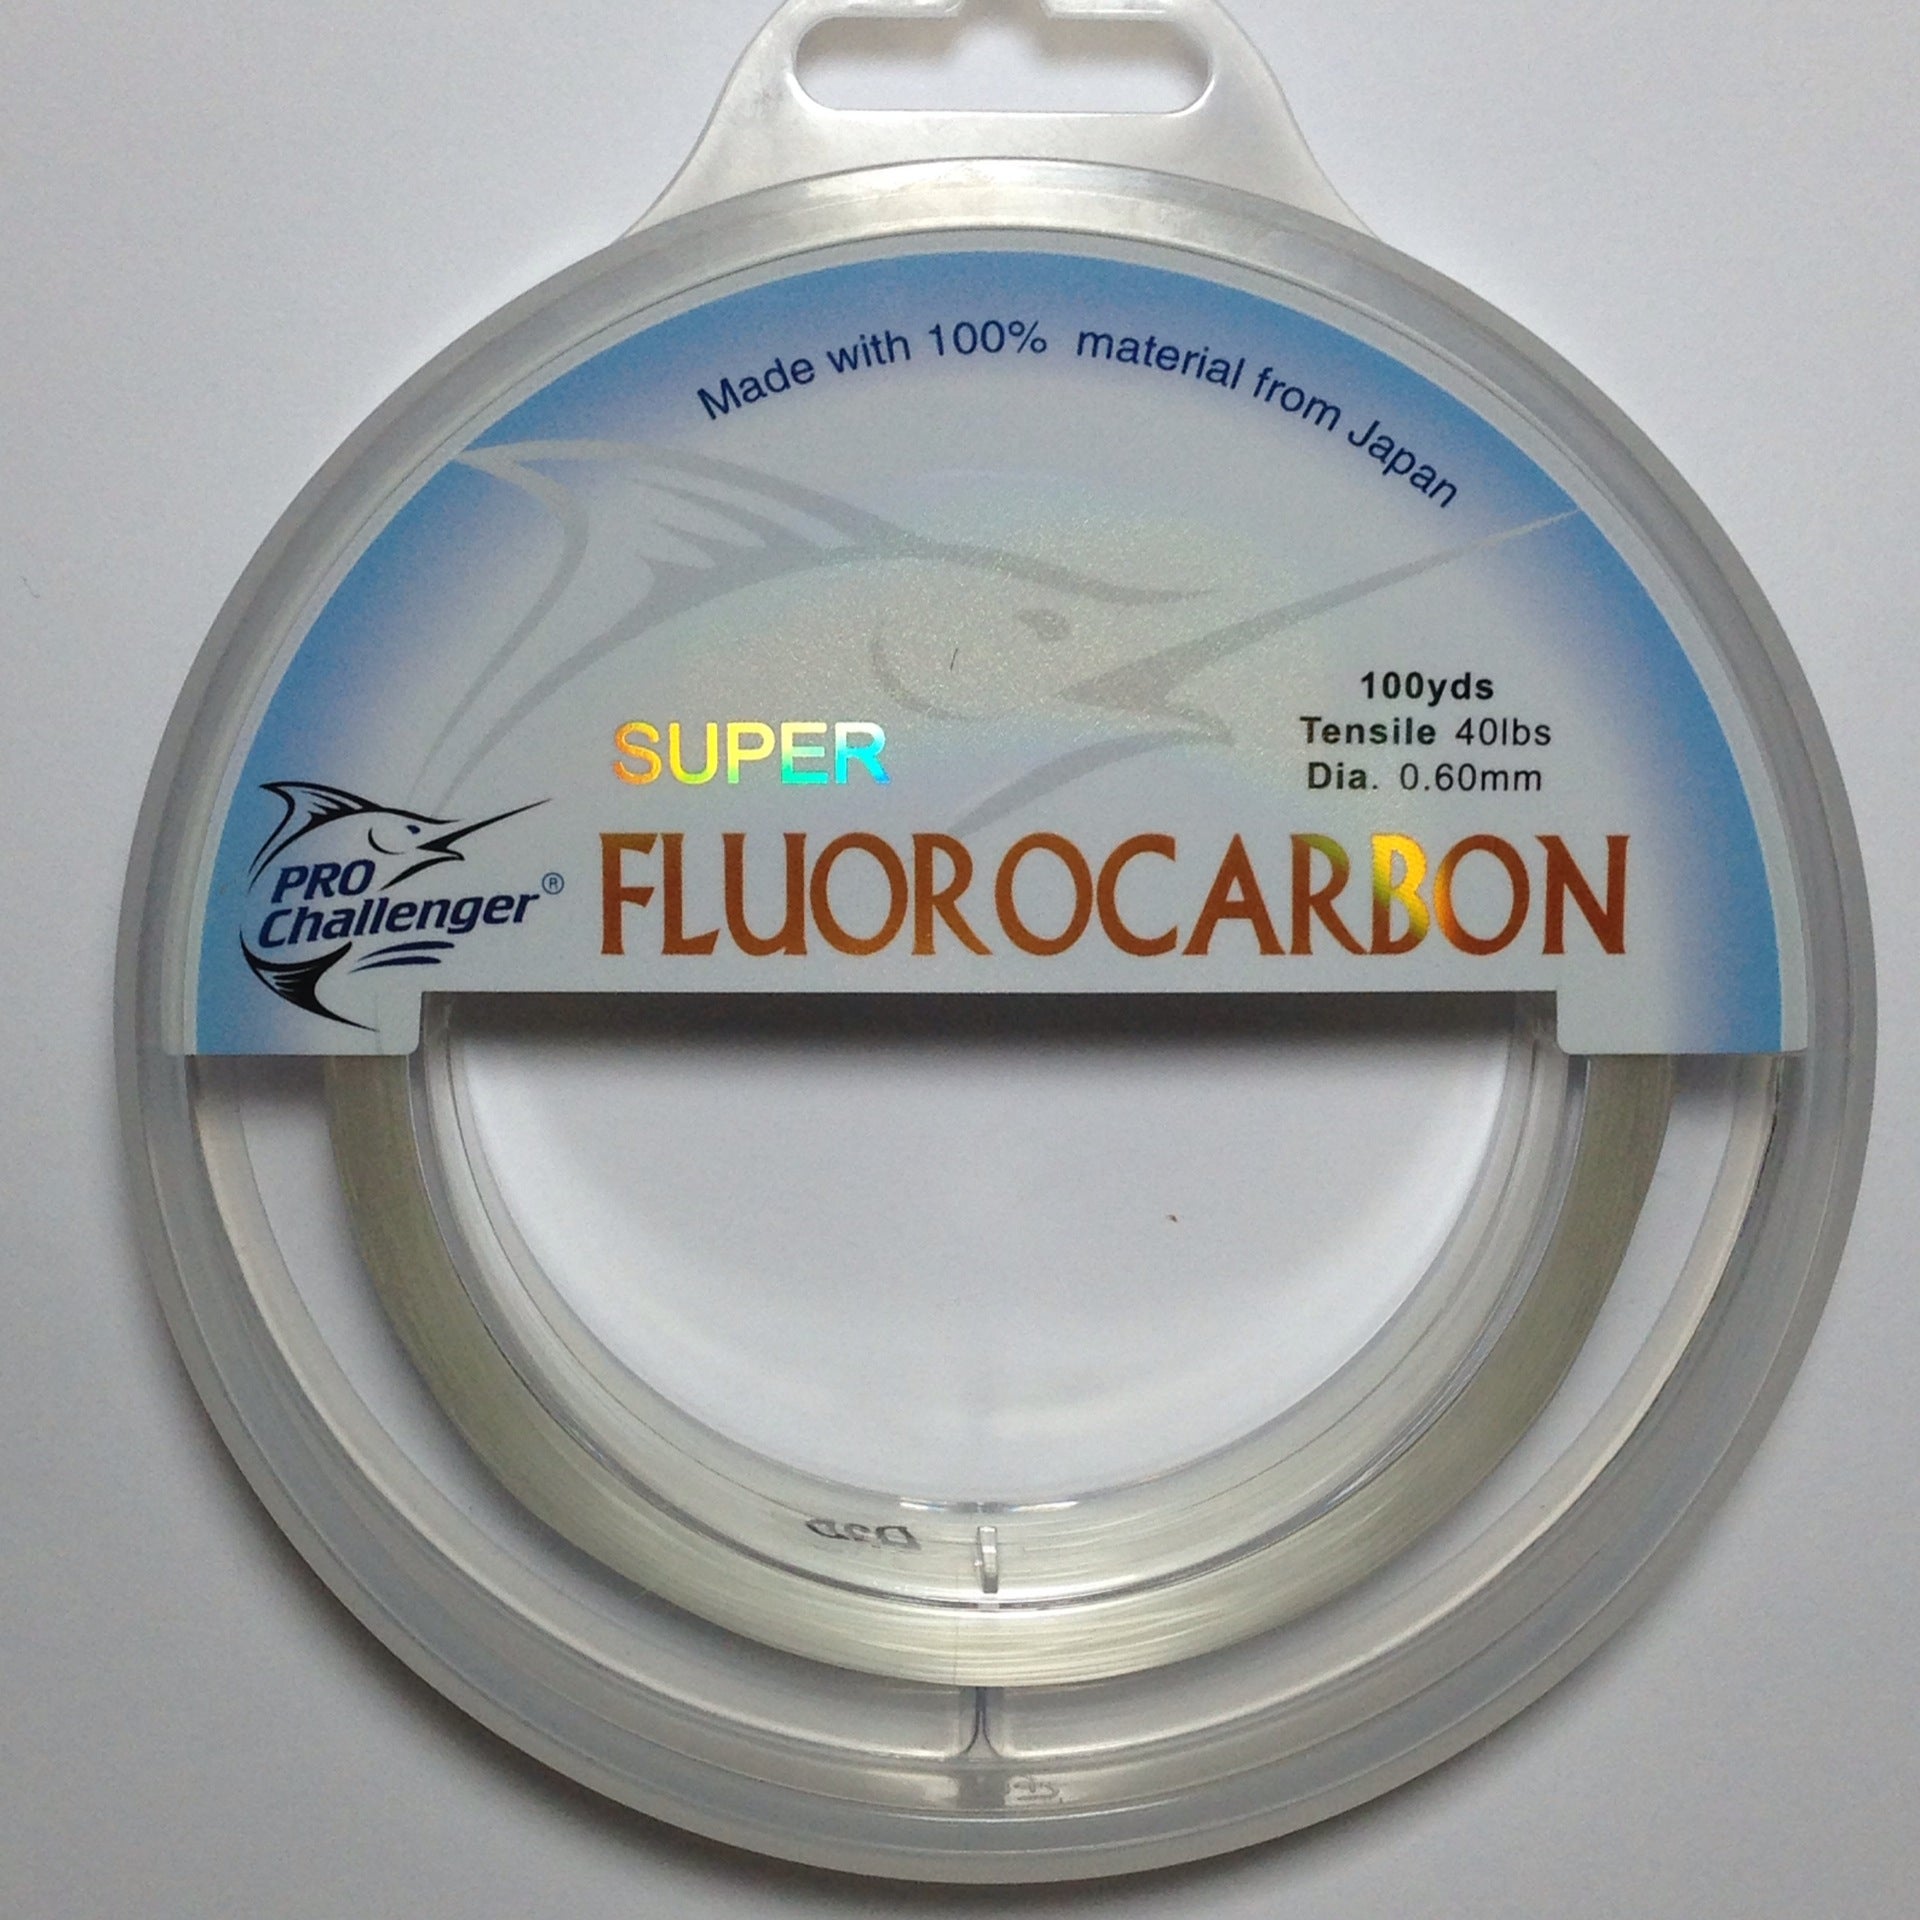 Made with 100% material from Japan
100yds
Tensile 40lbs
Dia. 0.60mm
SUPER
FLUOROCARBON
PRO
Challenger®